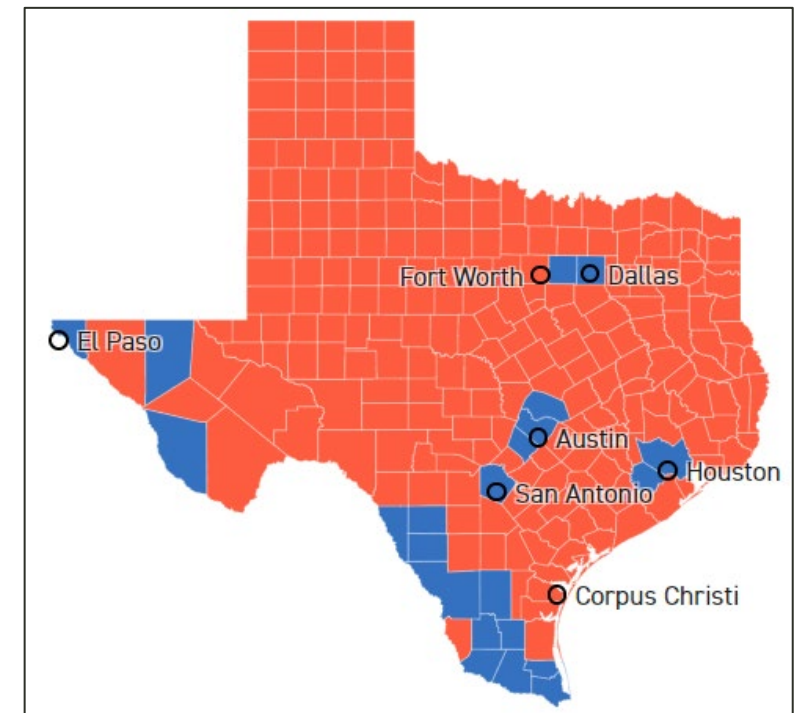 Fort Worth
Dallas
El Paso
Austin
Houston
San Antonio
Corpus Christi